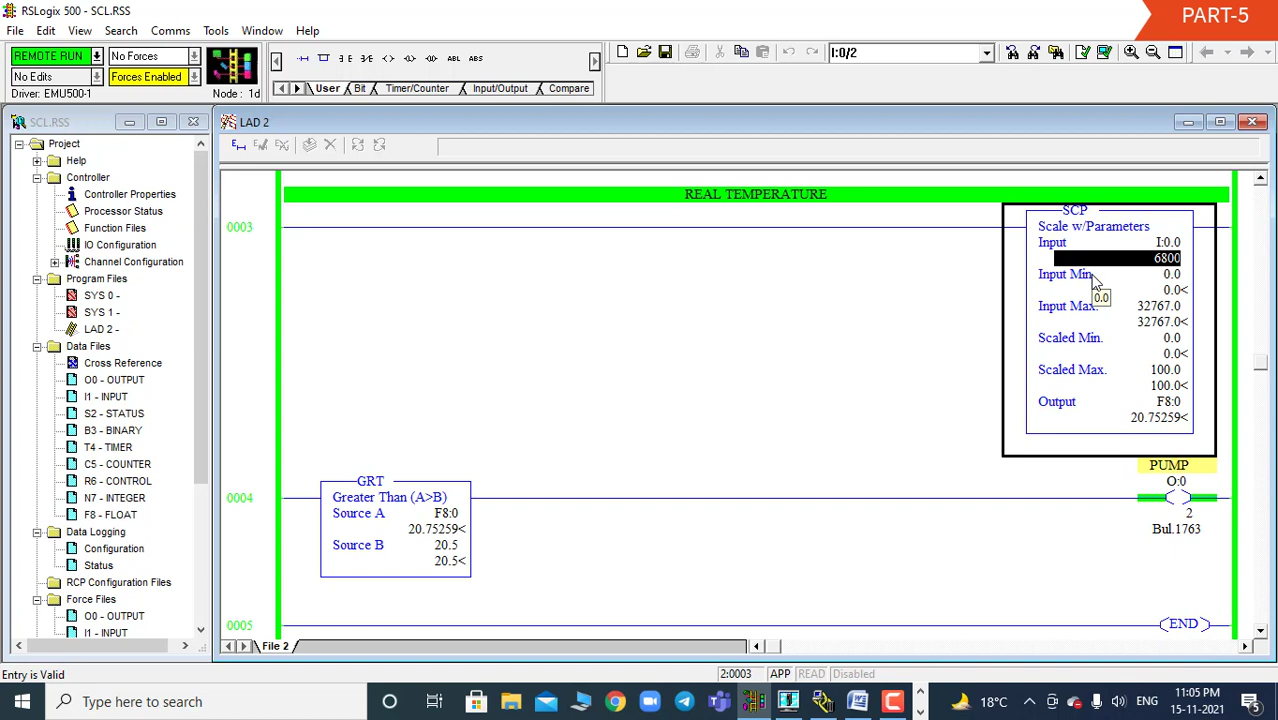 RSLogix 500 - SCL.RSS
PART-5
File Edit View Search Comms Tools Window Help
REMOTE RUN No Forces
No Edits Forces Enabled
Driver: EMU500-1 Node : 1d
User Bit Timer/Counter Input/Output Compare
I:0/2
SCL.RSS
Project
Help
Controller
Controller Properties
Processor Status
Function Files
IO Configuration
Channel Configuration
Program Files
SYS 0 -
SYS 1 -
LAD 2 -
Data Files
Cross Reference
O0 - OUTPUT
I1 - INPUT
S2 - STATUS
B3 - BINARY
T4 - TIMER
C5 - COUNTER
R6 - CONTROL
N7 - INTEGER
F8 - FLOAT
Data Logging
Configuration
Status
RCP Configuration Files
Force Files
O0 - OUTPUT
I1 - INPUT
LAD 2
REAL TEMPERATURE
0003
SCP
Scale w/Parameters
Input I:0.0
6800
Input Min. 0.0
0.0<
0.0
Input Max. 32767.0
32767.0<
Scaled Min. 0.0
0.0<
Scaled Max. 100.0
100.0<
Output F8:0
20.75259<
0004
GRT
Greater Than (A>B)
Source A F8:0
20.75259<
Source B 20.5
20.5<
PUMP
O:0
2
Bul.1763
0005
END
File 2
Entry is Valid
2:0003 APP READ Disabled
Type here to search
18°C ENG 11:05 PM
15-11-2021
5